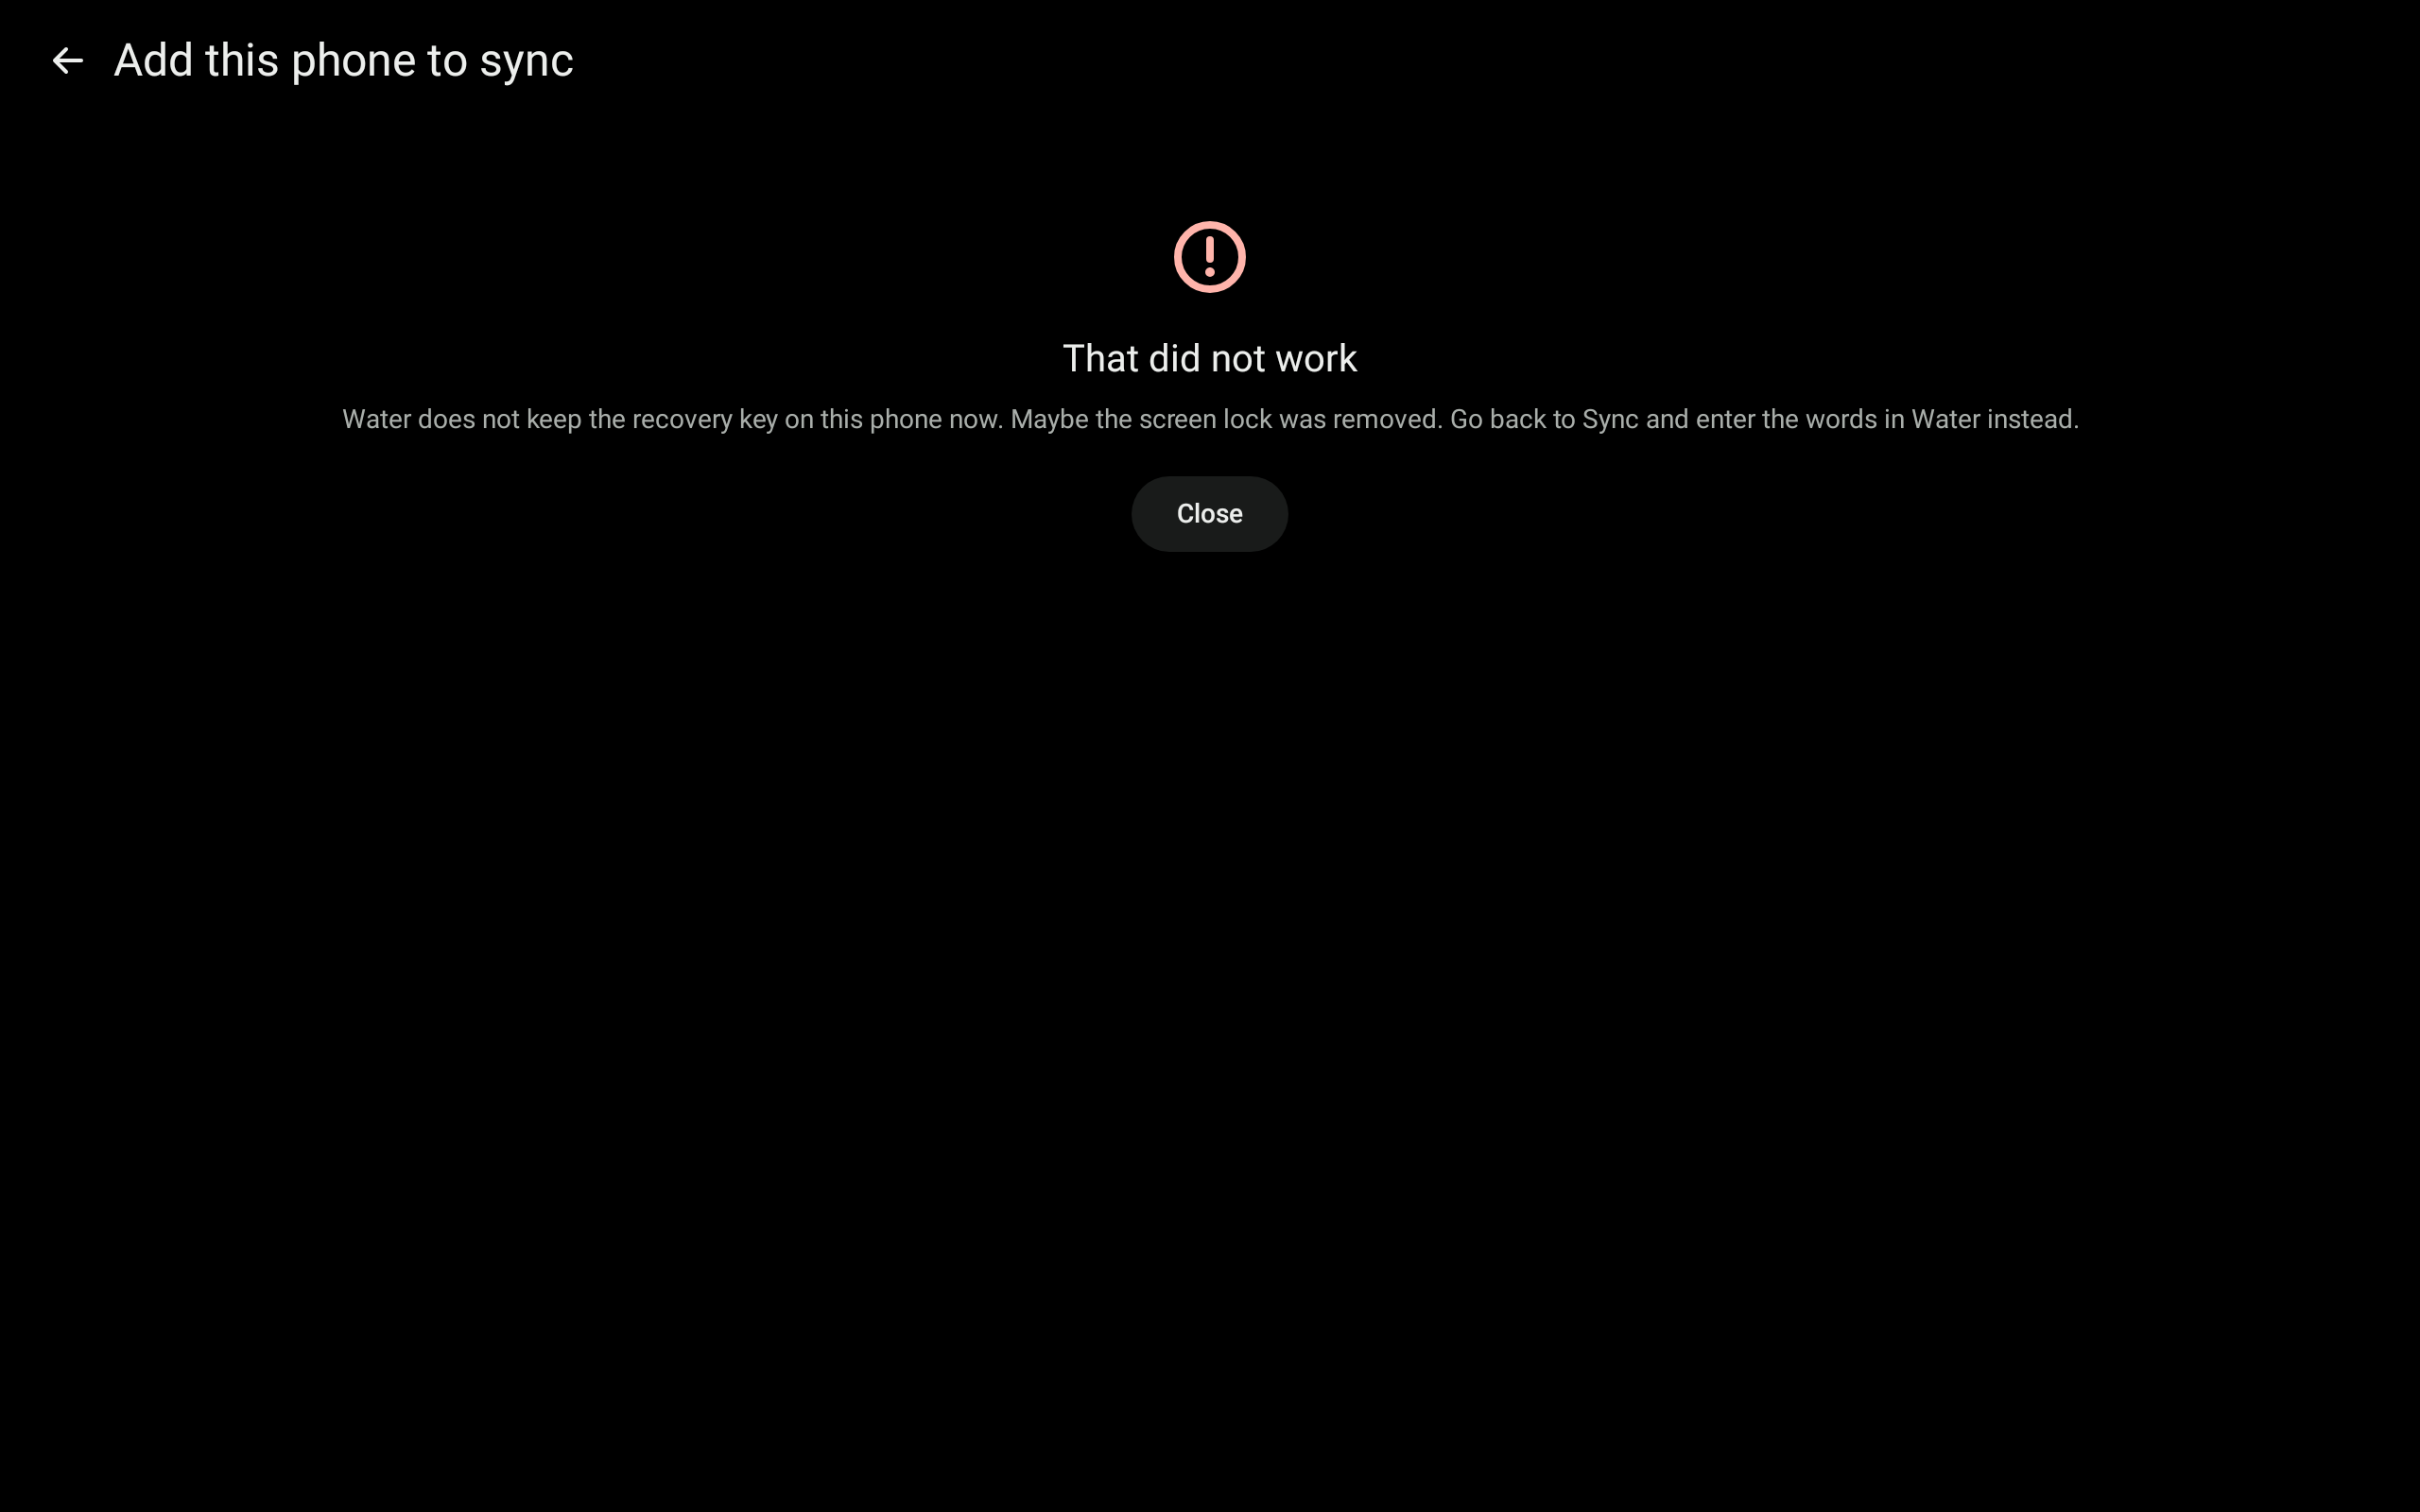 Add this phone to sync
That did not work
Water does not keep the recovery key on this phone now. Maybe the screen lock was removed. Go back to Sync and enter the words in Water instead.
Close